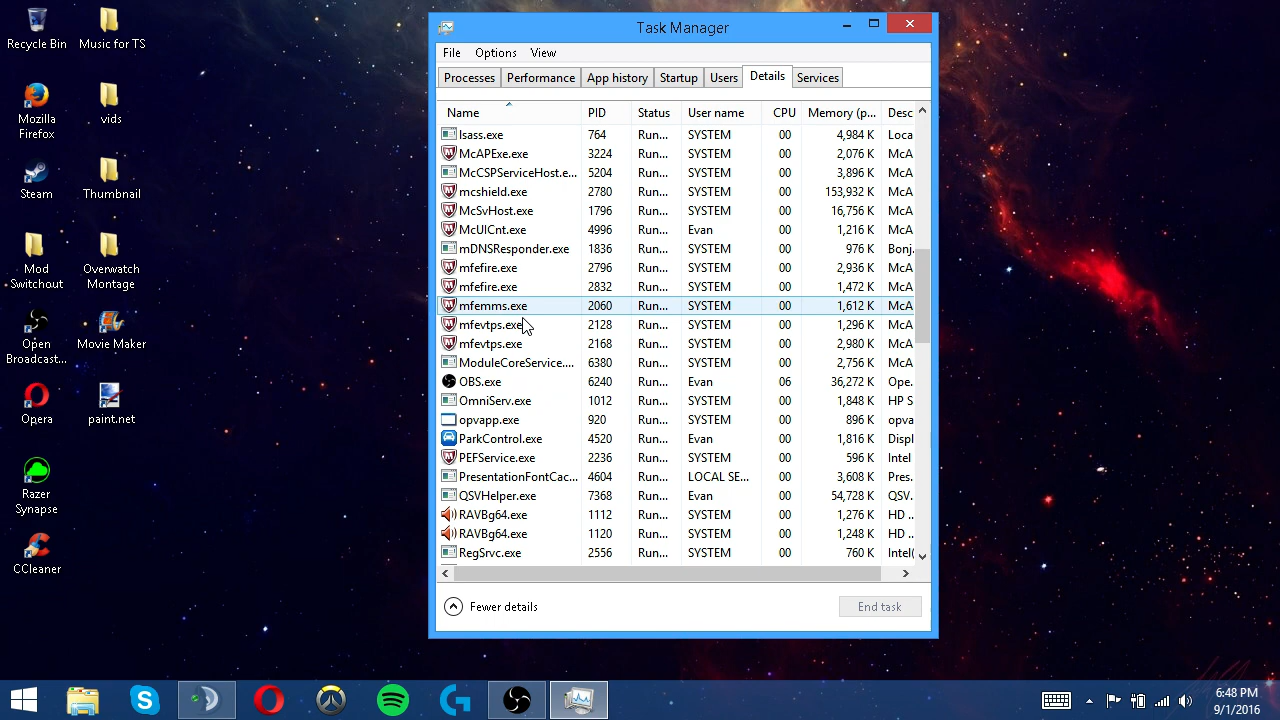 Recycle Bin
Music for TS
Mozilla
Firefox
vids
Steam
Thumbnail
Mod
Switchout
Overwatch
Montage
Open
Broadcast...
Movie Maker
Opera
paint.net
Razer
Synapse
CCleaner
Task Manager
File Options View
Processes Performance App history Startup Users Details Services
Name PID Status User name CPU Memory (p... Desc
lsass.exe 764 Run... SYSTEM 00 4,984 K Loca
McAPExe.exe 3224 Run... SYSTEM 00 2,076 K McA
McCSPServiceHost.e... 5204 Run... SYSTEM 00 3,896 K McA
mcshield.exe 2780 Run... SYSTEM 00 153,932 K McA
McSvHost.exe 1796 Run... SYSTEM 00 16,756 K McA
McUICnt.exe 4996 Run... Evan 00 1,216 K McA
mDNSResponder.exe 1836 Run... SYSTEM 00 976 K Bonj.
mfefire.exe 2796 Run... SYSTEM 00 2,936 K McA
mfefire.exe 2832 Run... SYSTEM 00 1,472 K McA
mfemms.exe 2060 Run... SYSTEM 00 1,612 K McA
mfevtps.exe 2128 Run... SYSTEM 00 1,296 K McA
mfevtps.exe 2168 Run... SYSTEM 00 2,980 K McA
ModuleCoreService.... 6380 Run... SYSTEM 00 2,756 K McA
OBS.exe 6240 Run... Evan 06 36,272 K Ope.
OmniServ.exe 1012 Run... SYSTEM 00 1,848 K HP S
opvapp.exe 920 Run... SYSTEM 00 896 K opva
ParkControl.exe 4520 Run... Evan 00 1,816 K Displ
PEFService.exe 2236 Run... SYSTEM 00 596 K Intel
PresentationFontCac... 4604 Run... LOCAL SE... 00 3,608 K Pres.
QSVHelper.exe 7368 Run... Evan 00 54,728 K QSV.
RAVBg64.exe 1112 Run... SYSTEM 00 1,276 K HD ..
RAVBg64.exe 1120 Run... SYSTEM 00 1,248 K HD ..
RegSrvc.exe 2556 Run... SYSTEM 00 760 K Intel(
Fewer details
End task
6:48 PM
9/1/2016